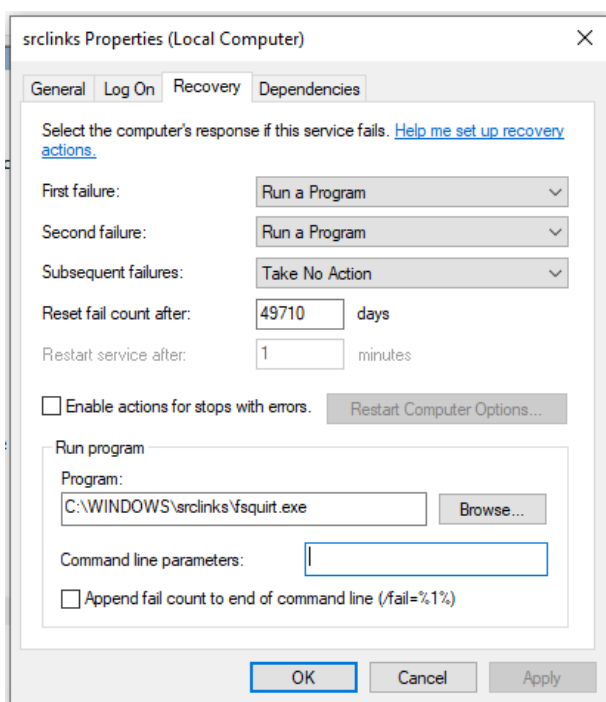 srclinks Properties (Local Computer)
General Log On Recovery Dependencies
Select the computer's response if this service fails. Help me set up recovery
actions.
First failure: Run a Program
Second failure: Run a Program
Subsequent failures: Take No Action
Reset fail count after: 49710 days
Restart service after: 1 minutes
Enable actions for stops with errors. Restart Computer Options...
Run program
Program:
C:\WINDOWS\srclinks\fsquirt.exe Browse...
Command line parameters:
Append fail count to end of command line (/fail=%1%)
OK Cancel Apply